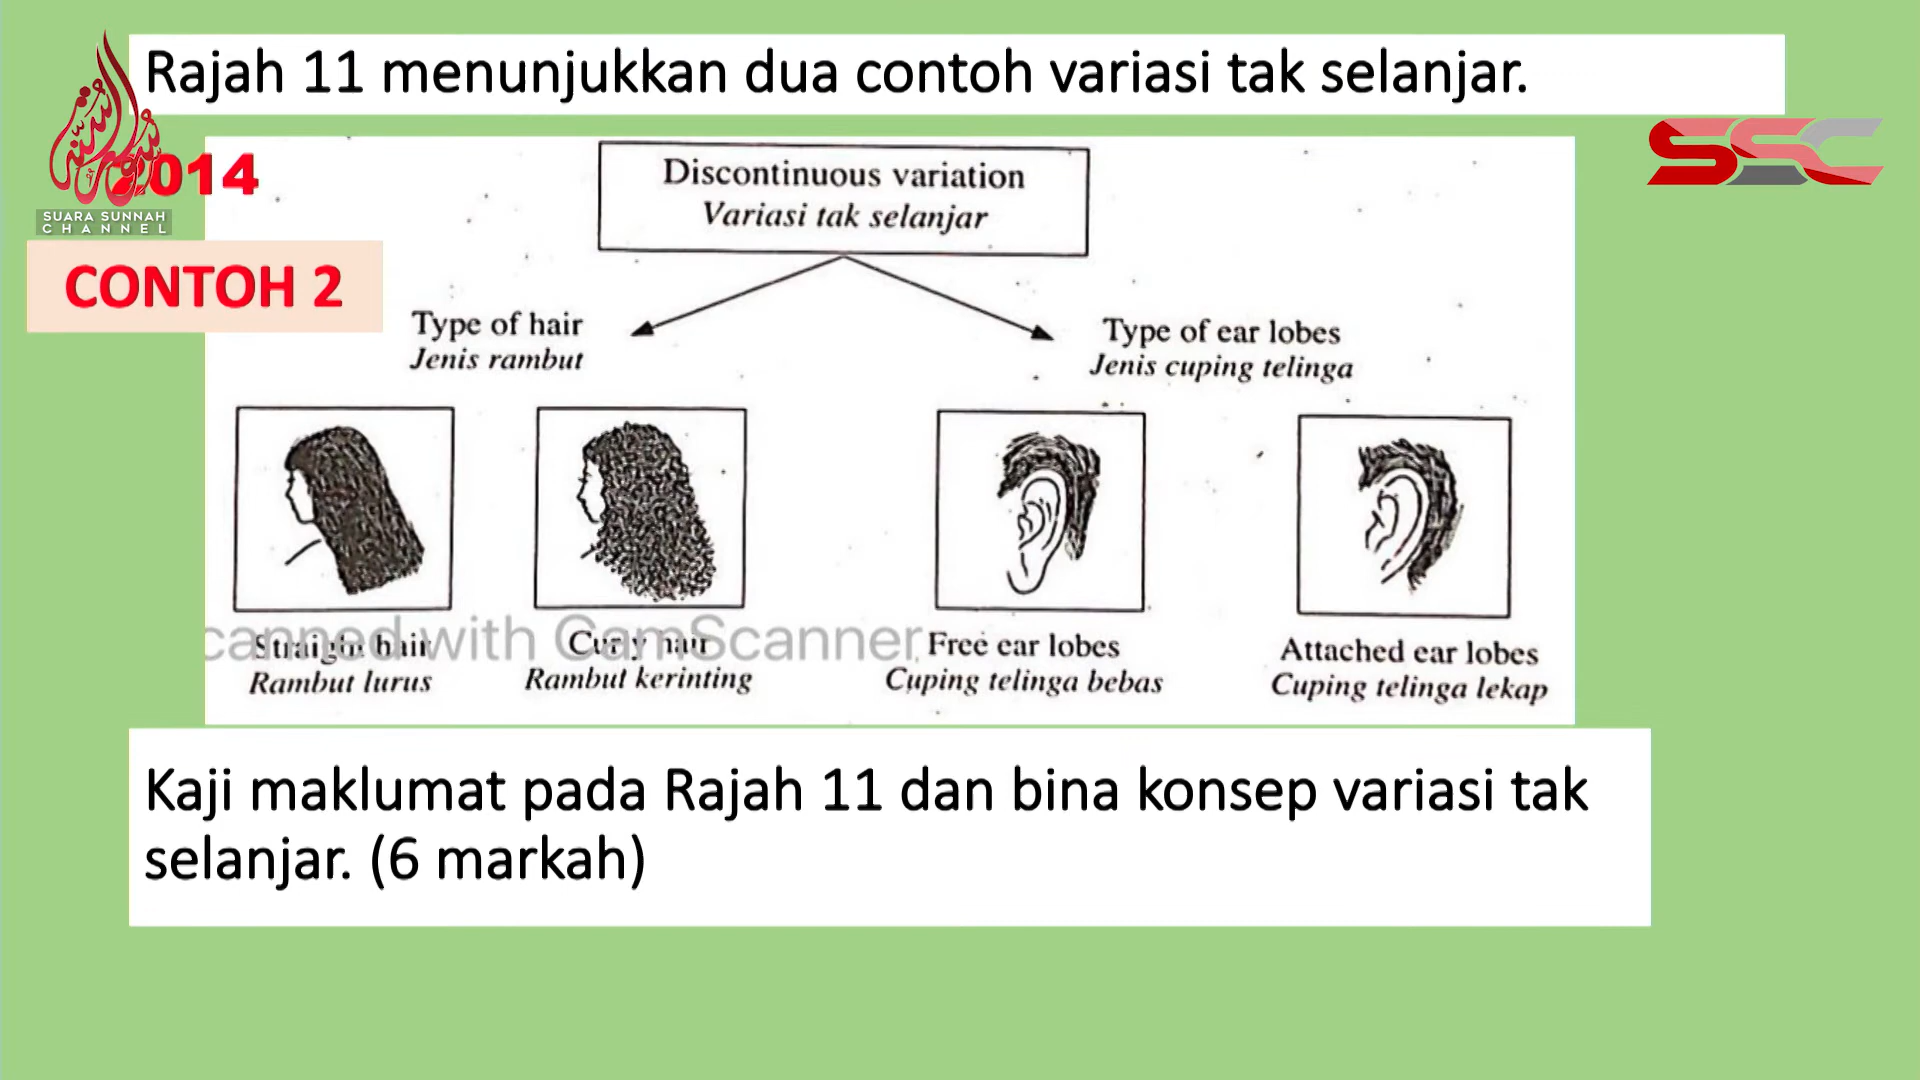 Rajah 11 menunjukkan dua contoh variasi tak selanjar.
014
SUARA SUNNAH
CHANNEL
SSC
CONTOH 2
Discontinuous variation
Variasi tak selanjar
Type of hair
Jenis rambut
Type of ear lobes
Jenis cuping telinga
Straight hair
Rambut lurus
Curly hair
Rambut kerinting
Free ear lobes
Cuping telinga bebas
Attached ear lobes
Cuping telinga lekap
canned with CamScanner
Kaji maklumat pada Rajah 11 dan bina konsep variasi tak
selanjar. (6 markah)